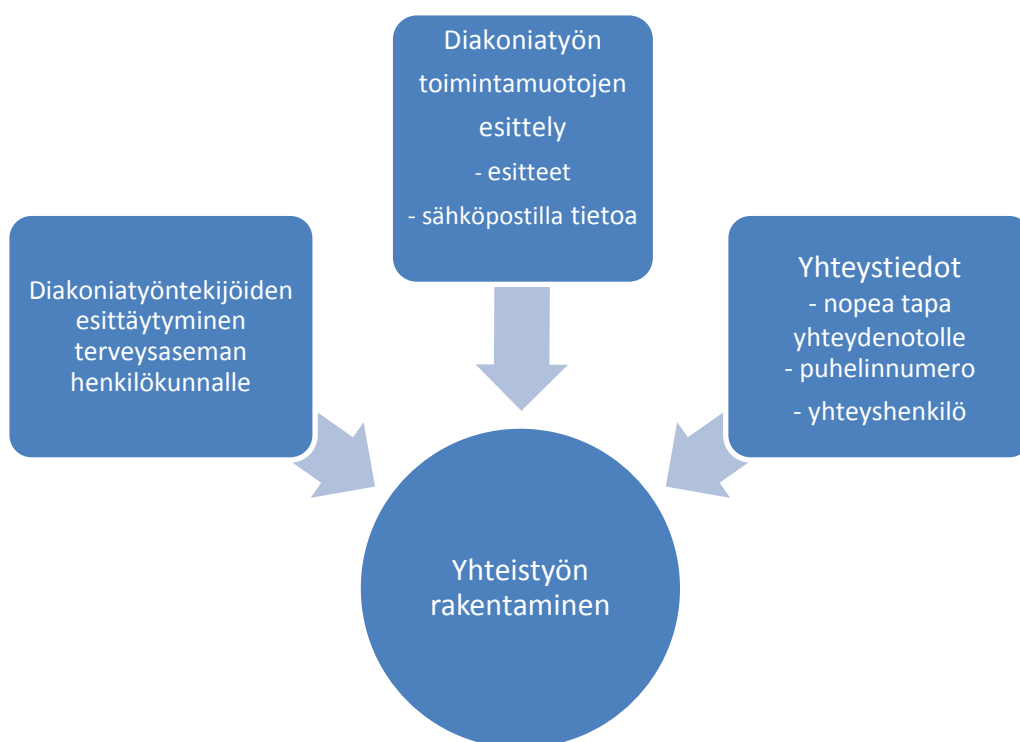 Diakoniatyön
toimintamuotojen
esittely
- esitteet
- sähköpostilla tietoa
Diakoniatyöntekijöiden
esittäytyminen
terveysaseman
henkilökunnalle
Yhteystiedot
- nopea tapa
yhteydenotolle
- puhelinnumero
- yhteyshenkilö
Yhteistyön
rakentaminen